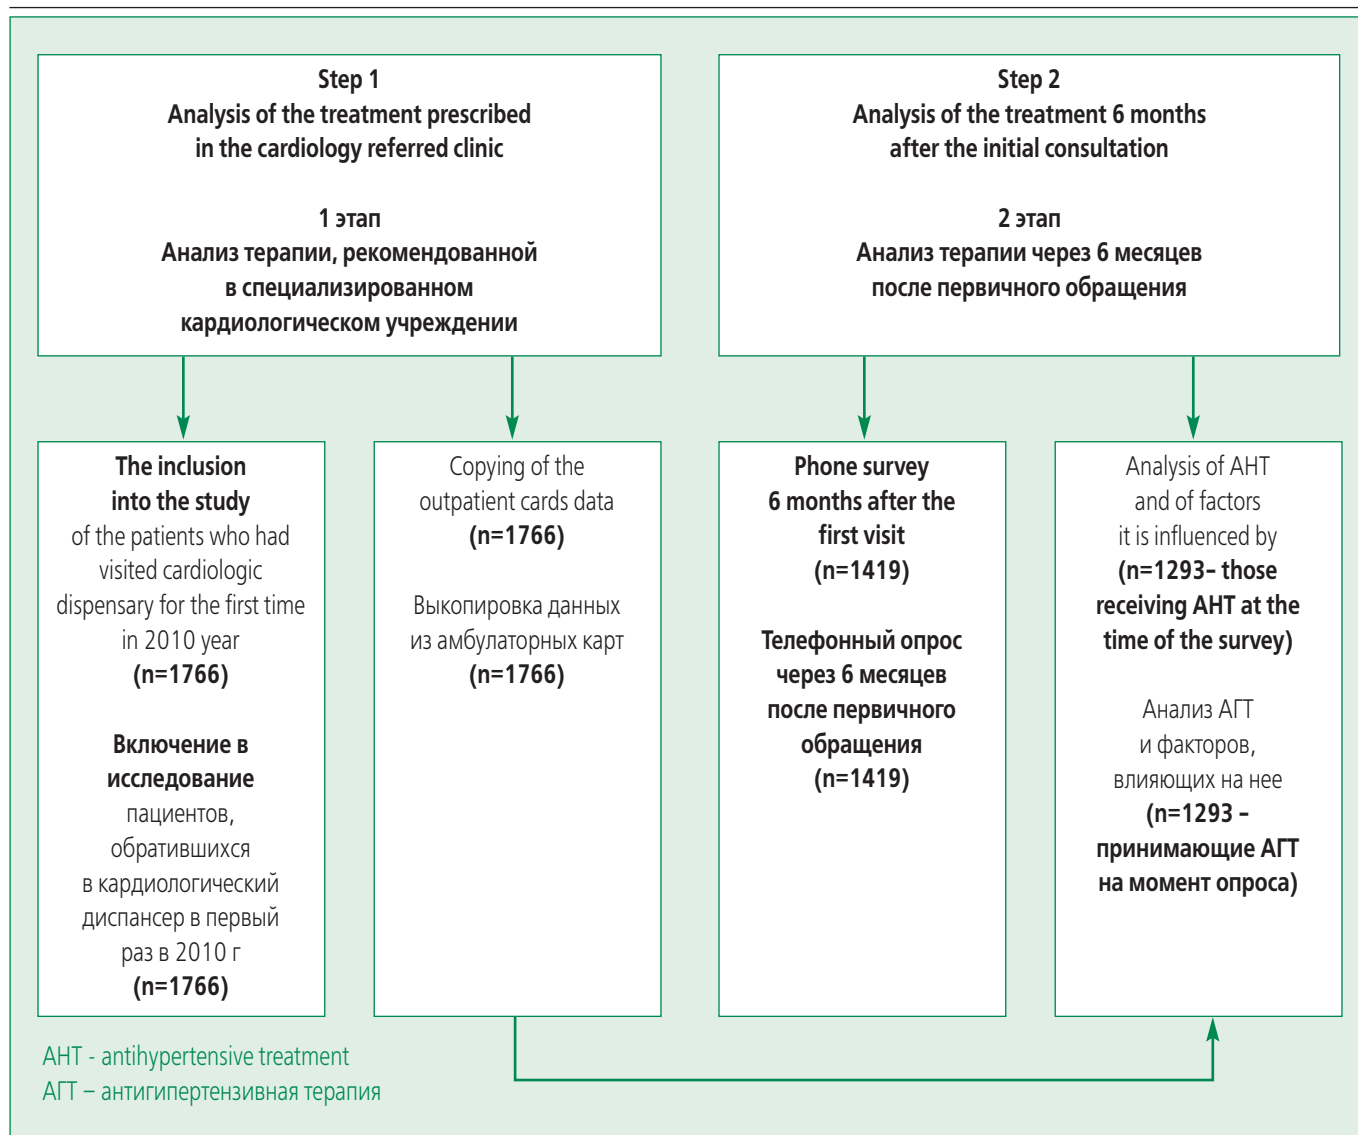 Step 1
Analysis of the treatment prescribed
in the cardiology referred clinic
1 этап
Анализ терапии, рекомендованной
в специализированном
кардиологическом учреждении
Step 2
Analysis of the treatment 6 months
after the initial consultation
2 этап
Анализ терапии через 6 месяцев
после первичного обращения
The inclusion
into the study
of the patients who had
visited cardiologic
dispensary for the first time
in 2010 year
(n=1766)
Включение в
исследование
пациентов,
обратившихся
в кардиологический
диспансер в первый
раз в 2010 г
(n=1766)
Copying of the
outpatient cards data
(n=1766)
Выкопировка данных
из амбулаторных карт
(n=1766)
Phone survey
6 months after the
first visit
(n=1419)
Телефонный опрос
через 6 месяцев
после первичного
обращения
(n=1419)
Analysis of AHT
and of factors
it is influenced by
(n=1293– those
receiving AHT at the
time of the survey)
Анализ АГТ
и факторов,
влияющих на нее
(n=1293 –
принимающие АГТ
на момент опроса)
AHT - antihypertensive treatment
АГТ – антигипертензивная терапия